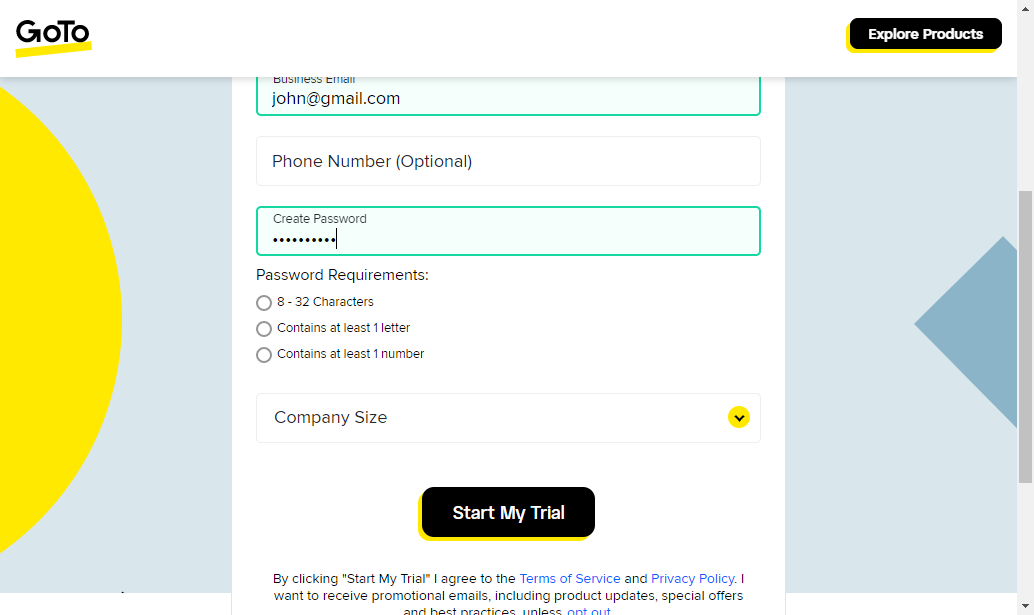 GoTo
Explore Products
Business Email
john@gmail.com
Phone Number (Optional)
Create Password
••••••••••
Password Requirements:
8 - 32 Characters
Contains at least 1 letter
Contains at least 1 number
Company Size
Start My Trial
By clicking "Start My Trial" I agree to the Terms of Service and Privacy Policy. I
want to receive promotional emails, including product updates, special offers
and best practices, unless opt out